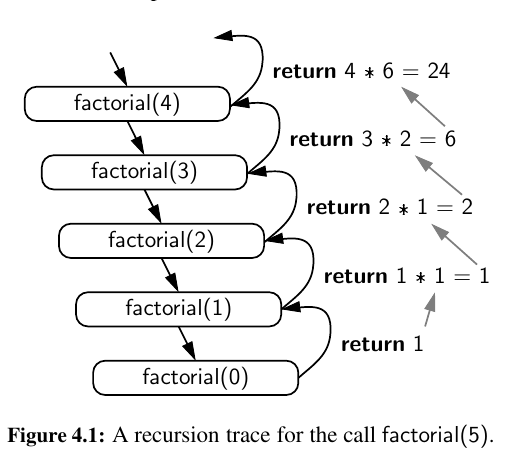 return 4 * 6 = 24
factorial(4)
return 3 * 2 = 6
factorial(3)
return 2 * 1 = 2
factorial(2)
return 1 * 1 = 1
factorial(1)
return 1
factorial(0)
Figure 4.1: A recursion trace for the call factorial(5).